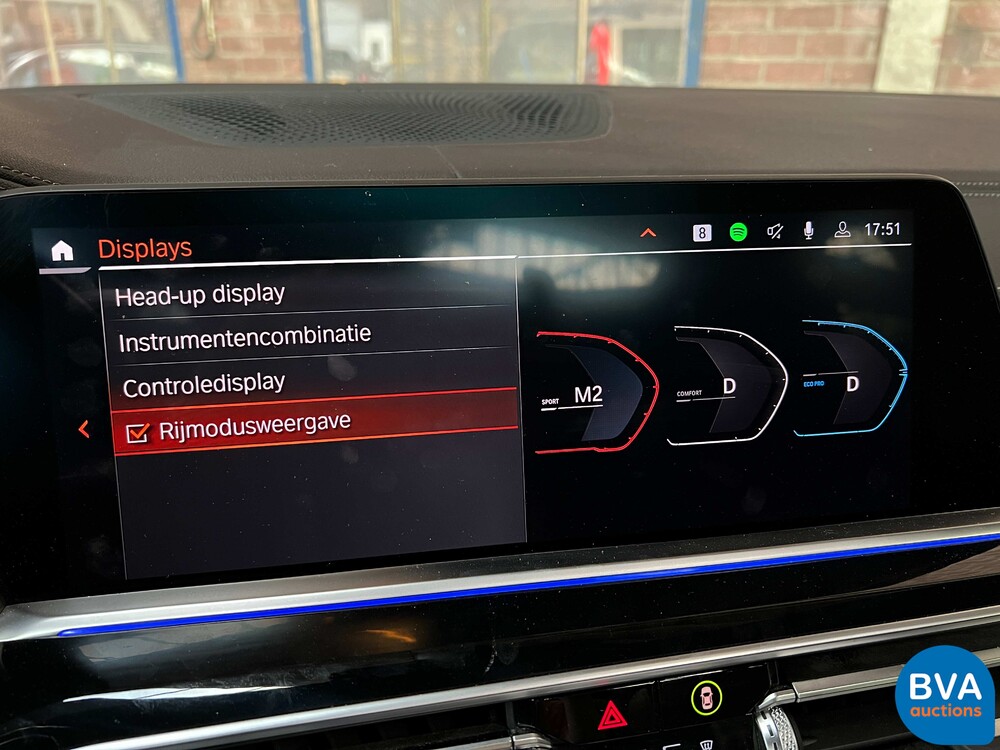 Displays
8
17:51
Head-up display
Instrumentencombinatie
Controledisplay
Rijmodusweergave
SPORT M2
COMFORT D
ECO PRO D
BVA
auctions